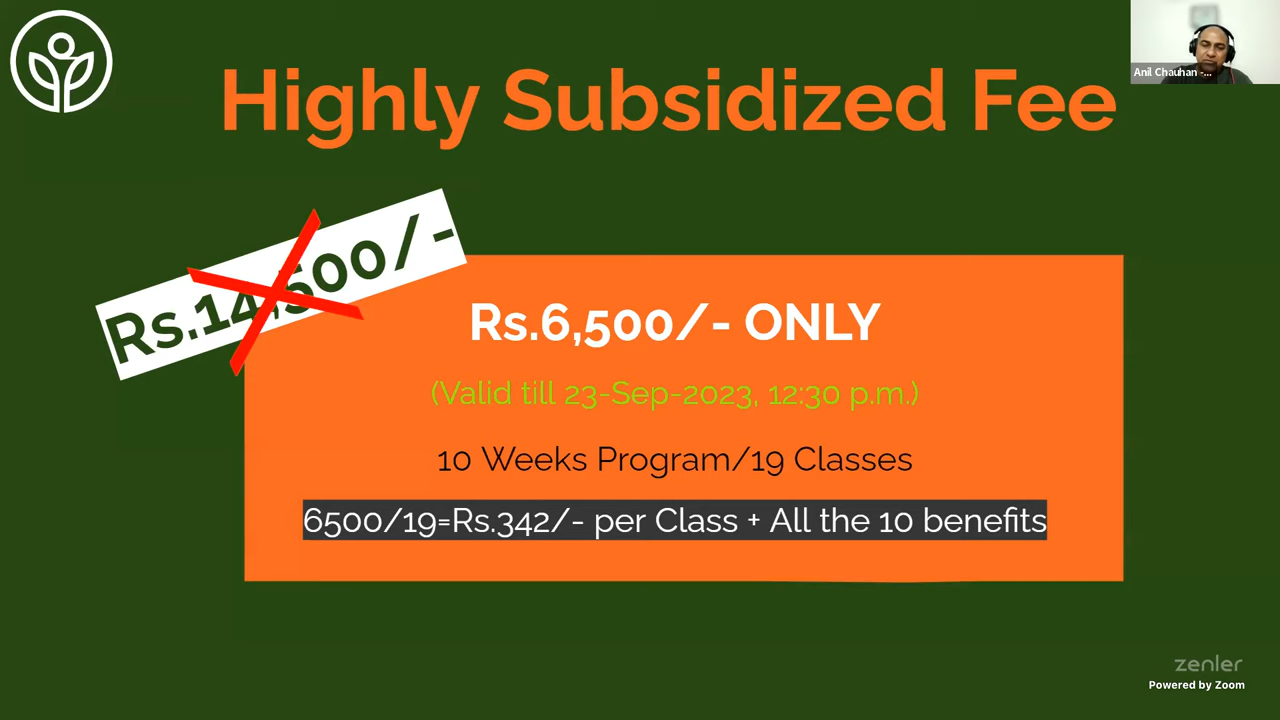 Anil Chauhan -...
Highly Subsidized Fee
Rs.14,500/-
Rs.6,500/- ONLY
(Valid till 23-Sep-2023, 12:30 p.m.)
10 Weeks Program/19 Classes
6500/19=Rs.342/- per Class + All the 10 benefits
zenler
Powered by Zoom